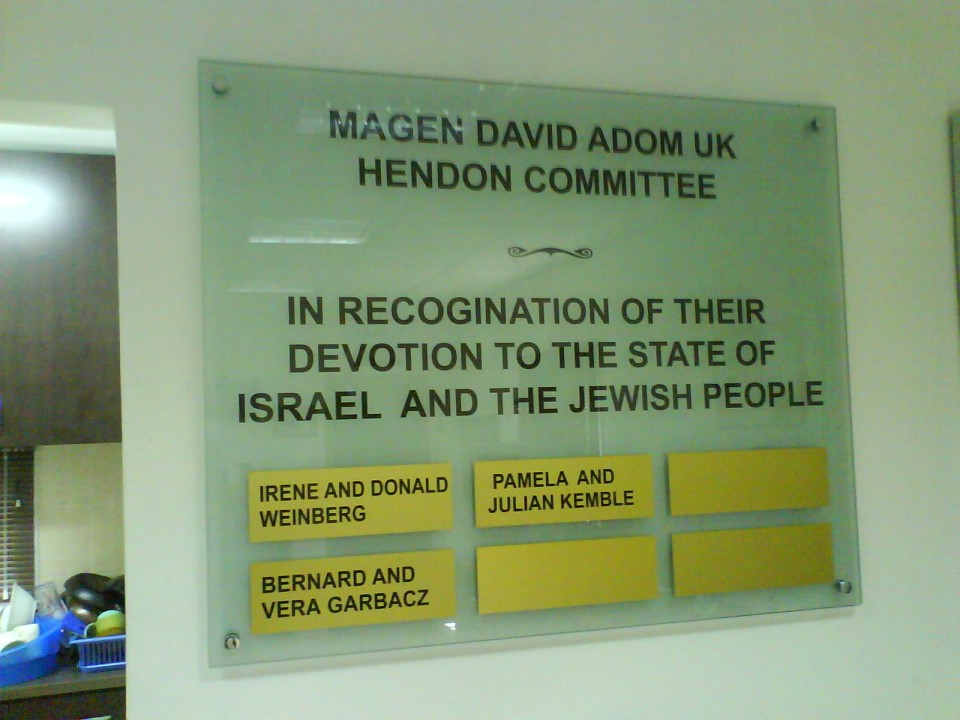 MAGEN DAVID ADOM UK
HENDON COMMITTEE
IN RECOGINATION OF THEIR
DEVOTION TO THE STATE OF
ISRAEL AND THE JEWISH PEOPLE
IRENE AND DONALD
WEINBERG
PAMELA AND
JULIAN KEMBLE
BERNARD AND
VERA GARBACZ